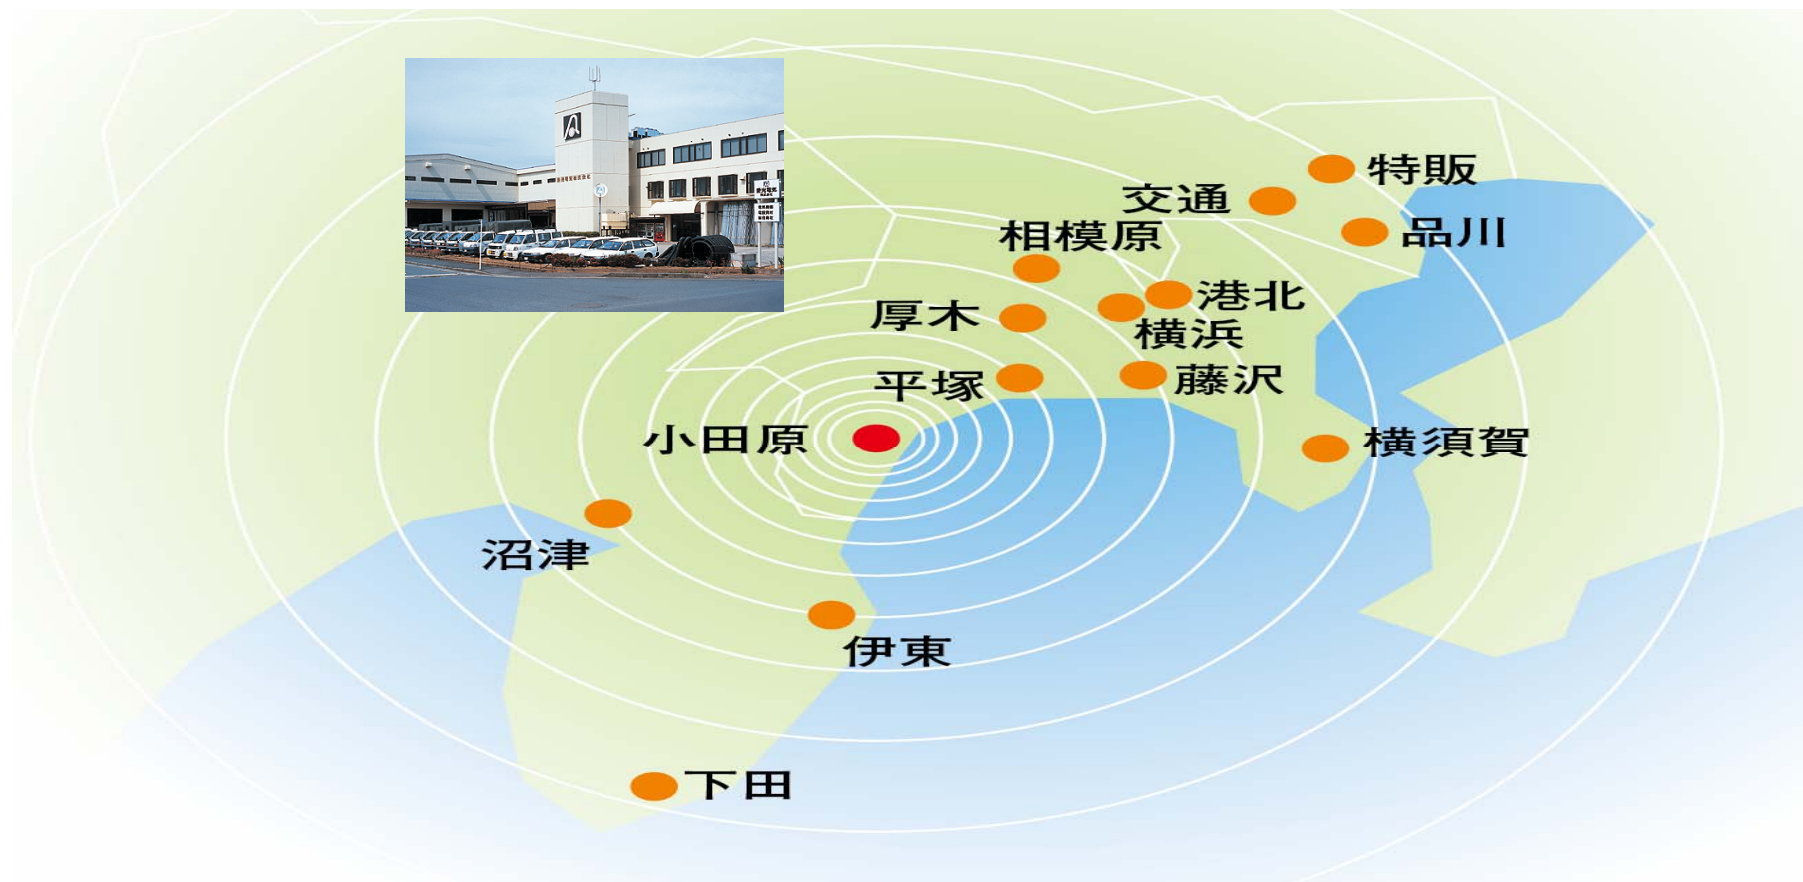 特販
交通
品川
相模原
港北
厚木
横浜
平塚
藤沢
小田原
横須賀
沼津
伊東
下田